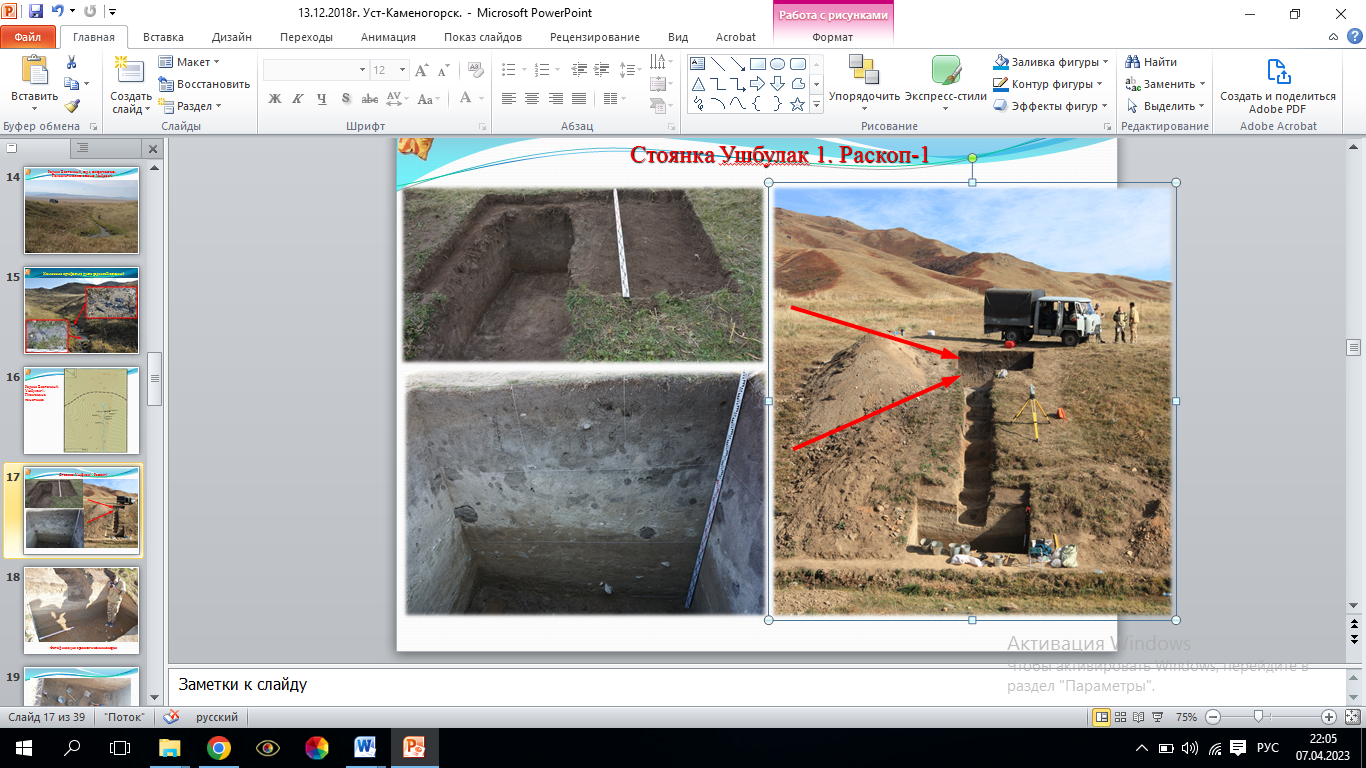 13.12.2018г. Уст-Каменогорск. - Microsoft PowerPoint
Работа с рисунками
Файл
Главная
Вставка
Дизайн
Переходы
Анимация
Показ слайдов
Рецензирование
Вид
Acrobat
Формат
Вставить
Буфер обмена
Создать
слайд
Макет
Восстановить
Раздел
Слайды
12
Ж К Ч S abc AV Aa A
Шрифт
Абзац
Упорядочить
Экспресс-стили
Заливка фигуры
Контур фигуры
Эффекты фигур
Рисование
Найти
Заменить
Выделить
Редактирование
Создать и поделиться
Adobe PDF
Adobe Acrobat
14
15
16
17
18
19
Стоянка Ушбулак 1. Раскоп-1
Активация Windows
Чтобы активировать Windows, перейдите в
раздел "Параметры".
Заметки к слайду
Слайд 17 из 39
"Поток"
русский
75%
РУС
22:05
07.04.2023